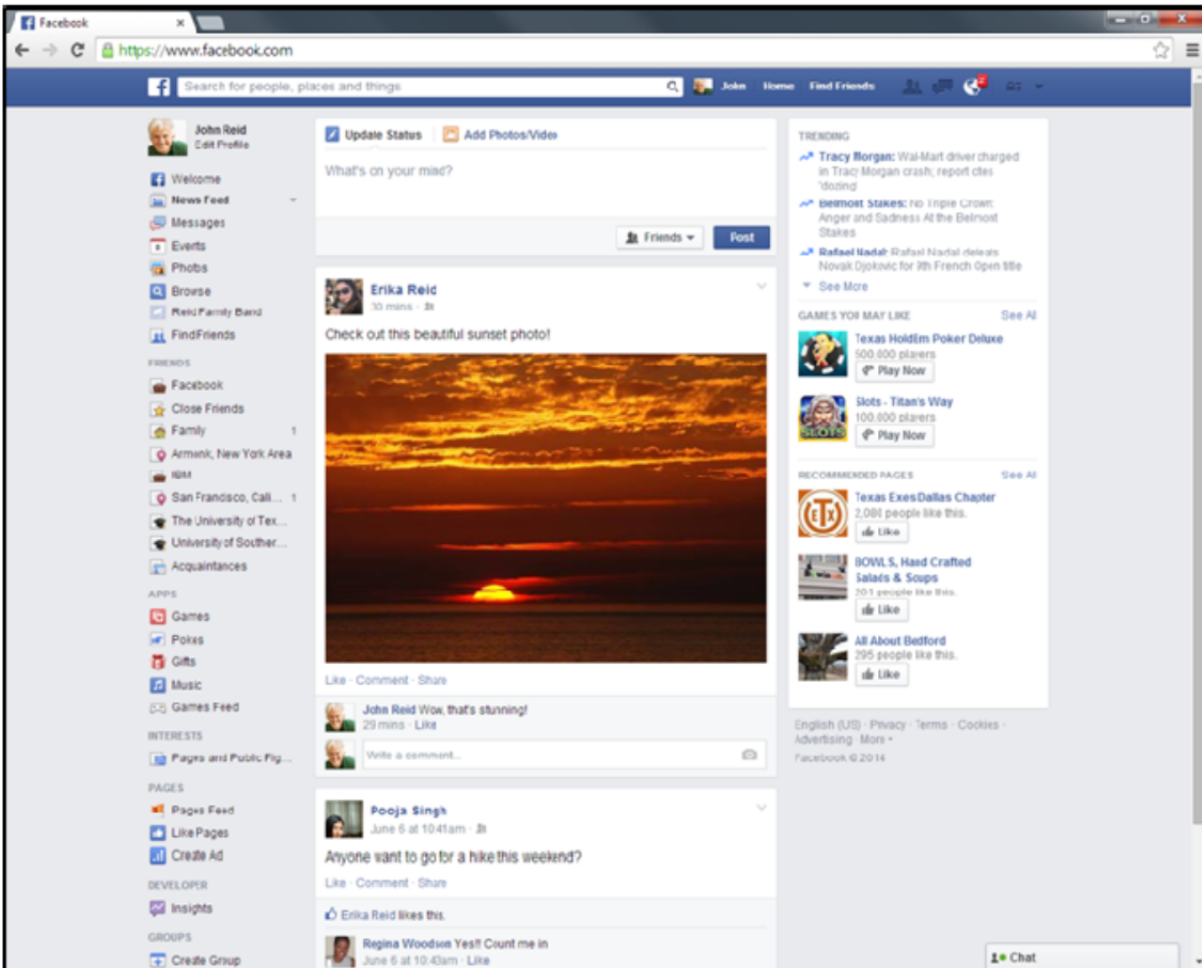 Facebook
https://www.facebook.com
Search for people, places and things
John Home Find Friends
John Reid
Edit Profile
Welcome
News Feed
Messages
Events
Photos
Browse
Reid Family Band
Find Friends
FRIENDS
Facebook
Close Friends
Family 1
Armonk, New York Area
IBM
San Francisco, Cali... 1
The University of Tex...
University of Souther...
Acquaintances
APPS
Games
Pokes
Gifts
Music
Games Feed
INTERESTS
Pages and Public Fig...
PAGES
Pages Feed
Like Pages
Create Ad
DEVELOPER
Insights
GROUPS
Create Group
Update Status Add Photos/Video
What's on your mind?
Friends Post
Erika Reid
30 mins ·
Check out this beautiful sunset photo!
Like · Comment · Share
John Reid Wow, that's stunning!
29 mins · Like
Write a comment...
Pooja Singh
June 6 at 10:41am ·
Anyone want to go for a hike this weekend?
Like · Comment · Share
Erika Reid likes this.
Regina Woodson Yes!! Count me in
June 6 at 10:43am · Like
TRENDING
Tracy Morgan: Wal-Mart driver charged
in Tracy Morgan crash; report cites
'dozing'
Belmont Stakes: No Triple Crown:
Anger and Sadness At the Belmont
Stakes
Rafael Nadal: Rafael Nadal defeats
Novak Djokovic for 9th French Open title
See More
GAMES YOU MAY LIKE See All
Texas HoldEm Poker Deluxe
500,000 players
Play Now
Slots - Titan's Way
100,000 players
Play Now
SLOTS
RECOMMENDED PAGES See All
Texas Exes Dallas Chapter
2,080 people like this.
Like
BOWLS, Hand Crafted
Salads & Soups
201 people like this.
Like
All About Bedford
295 people like this.
Like
English (US) · Privacy · Terms · Cookies ·
Advertising · More
Facebook © 2014
Chat